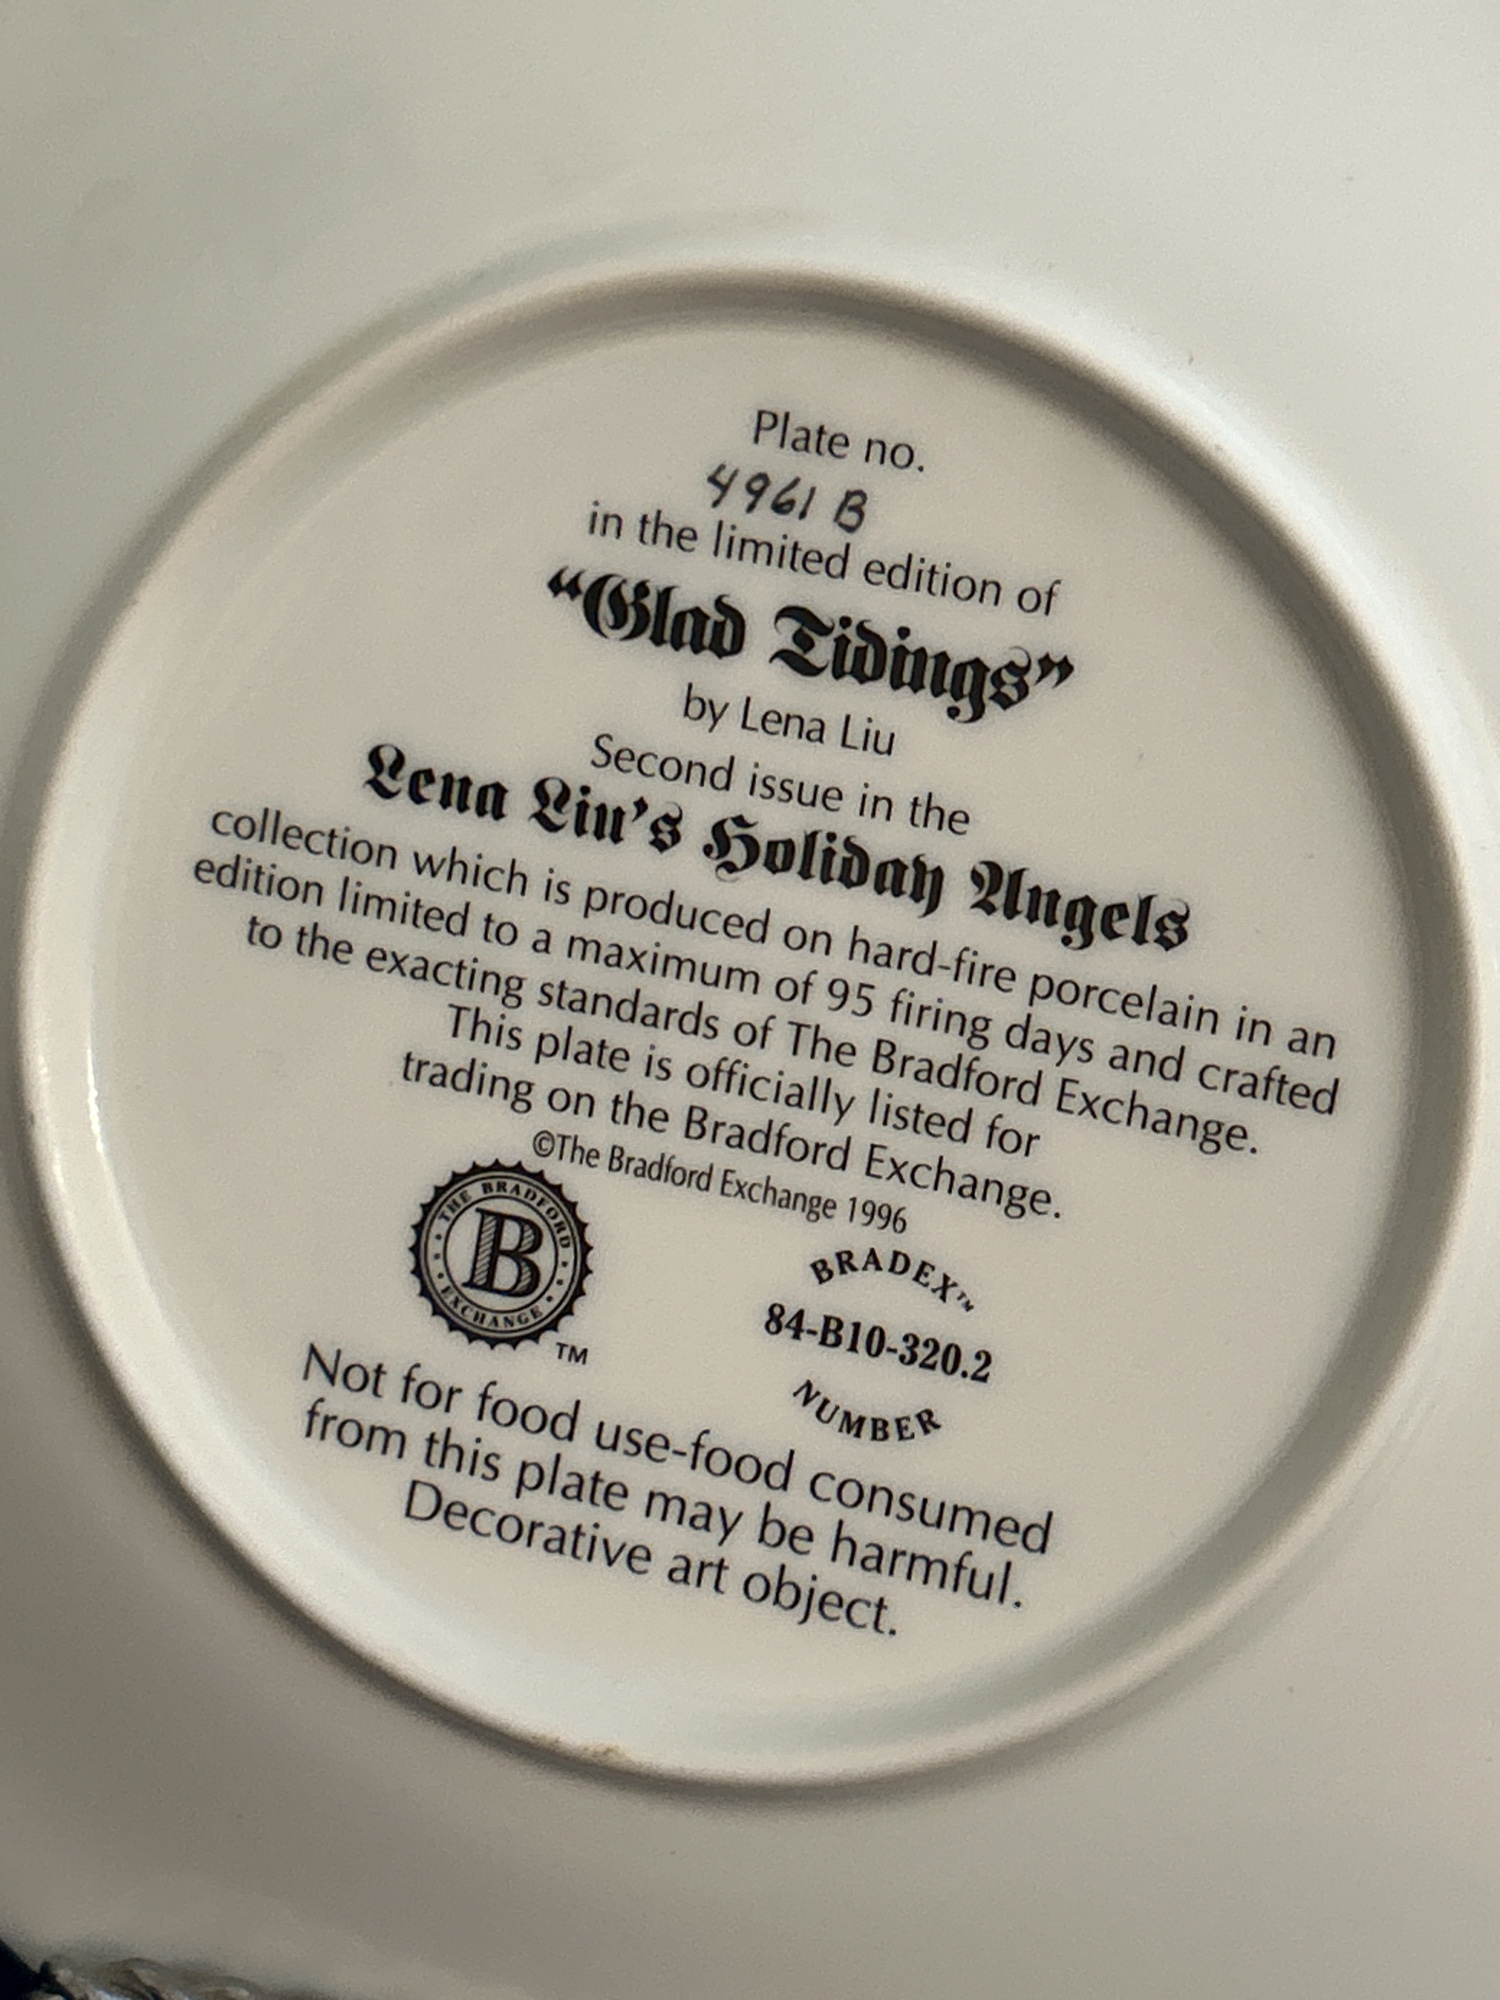 Plate no.
4961 B
in the limited edition of
“Glad Tidings”
by Lena Liu
Second issue in the
Lena Liu’s Holiday Angels
collection which is produced on hard-fire porcelain in an
edition limited to a maximum of 95 firing days and crafted
to the exacting standards of The Bradford Exchange.
This plate is officially listed for
trading on the Bradford Exchange.
©The Bradford Exchange 1996
THE BRADFORD
B
EXCHANGE
TM
BRADEX™
84-B10-320.2
NUMBER
Not for food use-food consumed
from this plate may be harmful.
Decorative art object.